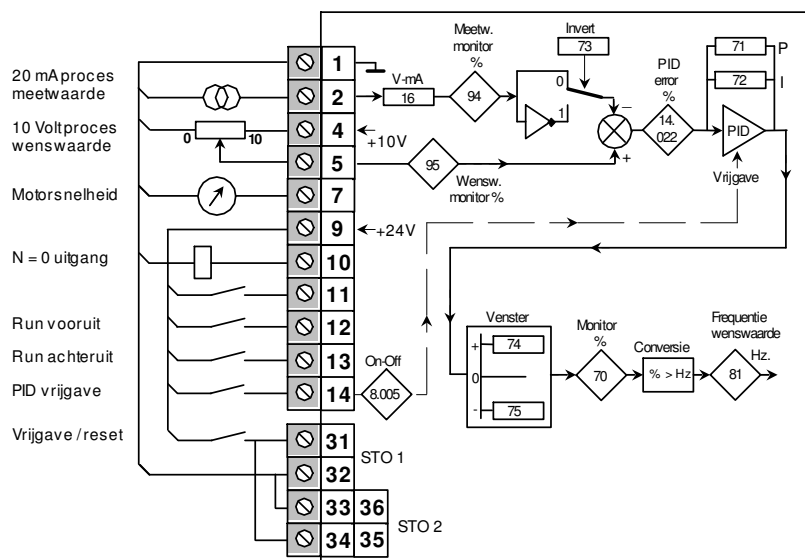 20 mA proces
meetwaarde
10 Volt proces
wenswaarde
Motorsnelheid
N = 0 uitgang
Run vooruit
Run achteruit
PID vrijgave
Vrijgave / reset
0
10
1
2
4
5
7
9
10
11
12
13
14
31
32
33
36
34
35
STO 1
STO 2
+10V
+24V
V-mA
16
Meetw.
monitor
%
94
Invert
73
0
1
95
Wensw.
monitor %
−
+
PID
error
%
14.
022
71
P
72
I
PID
Vrijgave
On-Off
8.005
Venster
+
74
0
-
75
Monitor
%
70
Conversie
% > Hz
Frequentie
wenswaarde
Hz.
81